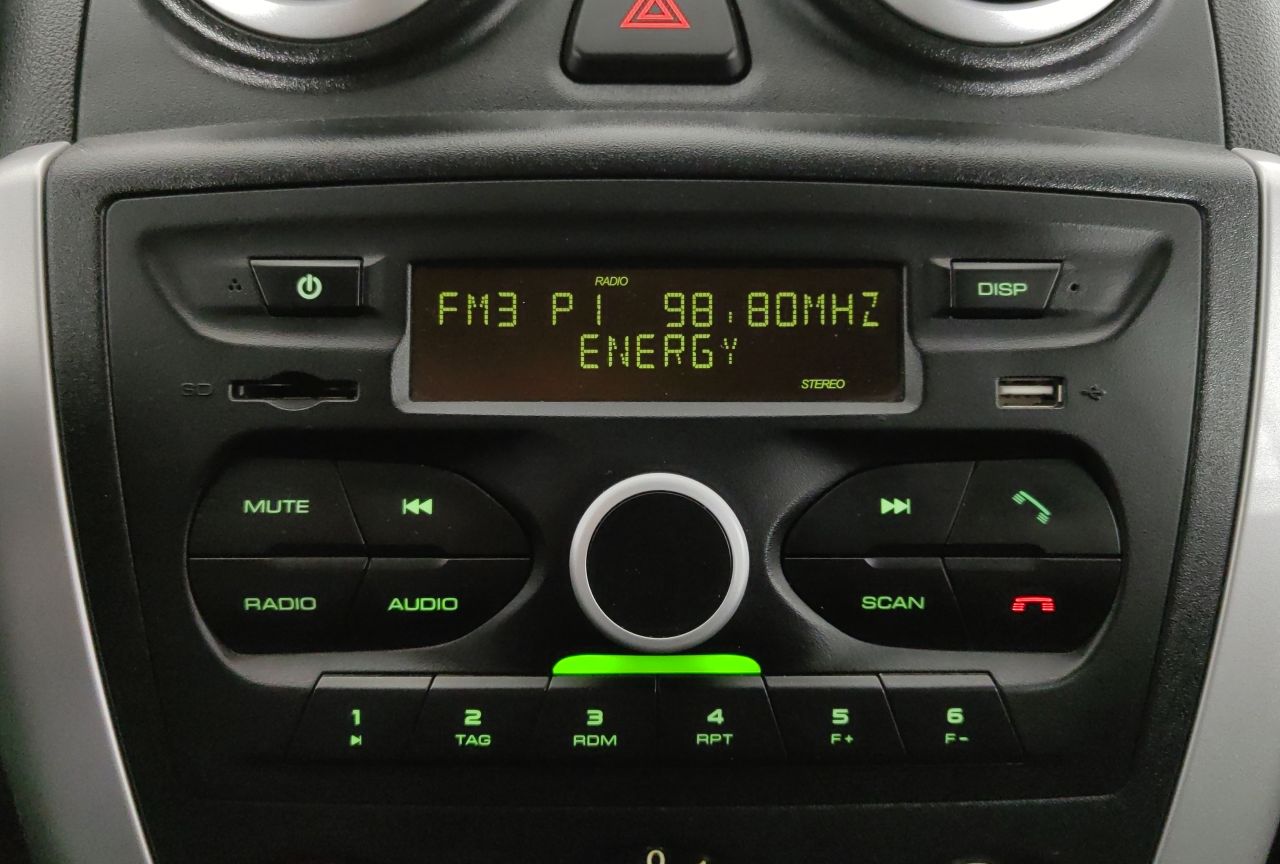 RADIO
FM3 P1 98.80MHZ
DISP
ENERGY
STEREO
SD
MUTE
RADIO
AUDIO
SCAN
1
2
3
4
5
6
TAG
RDM
RPT
F+
F-